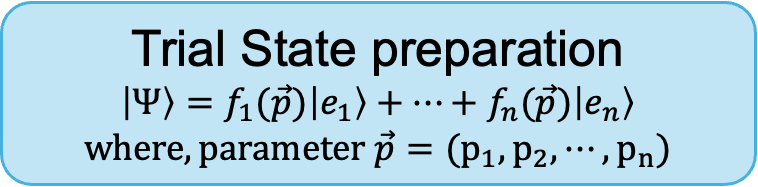 Trial State preparation
|Ψ⟩ = f₁(p⃗)|e₁⟩ + ⋯ + fₙ(p⃗)|eₙ⟩
where, parameter p⃗ = (p₁, p₂, ⋯ , pₙ)